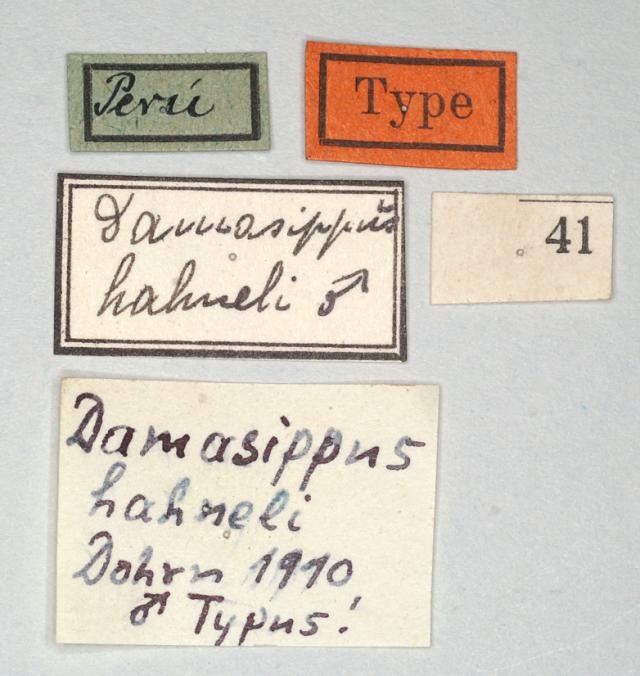 Perú
Type
Damasippus
hahneli ♂
41
Damasippus
hahneli
Dohrn 1910
♂ Typus!